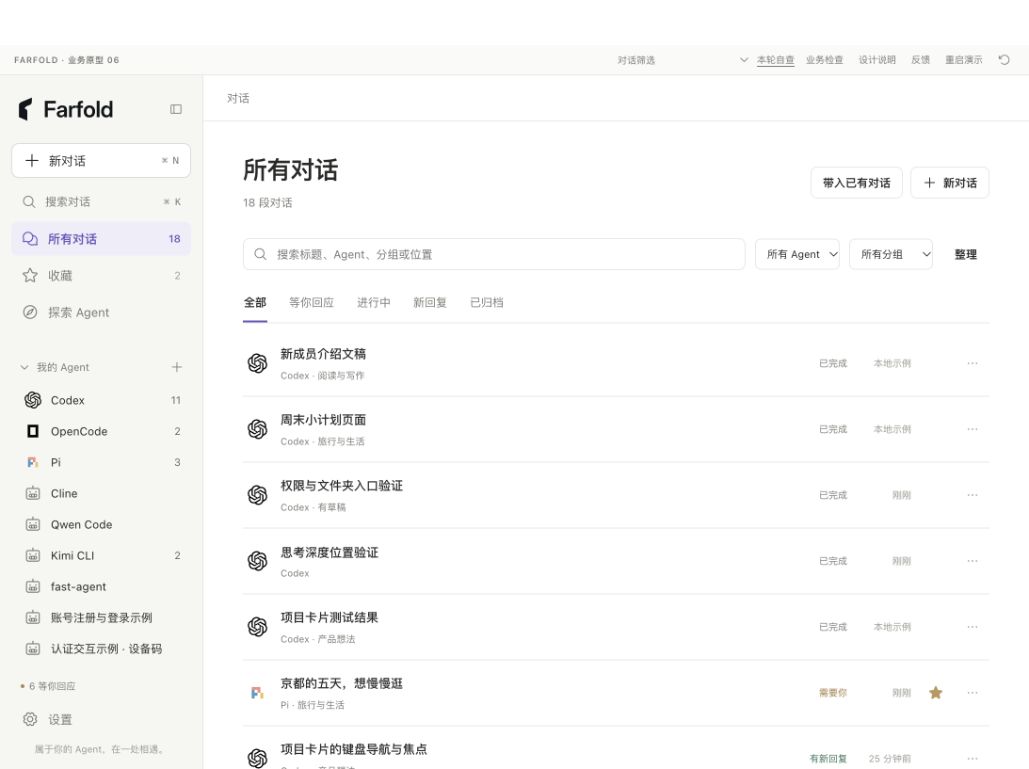 FARFOLD · 业务原型 06
对话筛选
本轮自查 业务检查 设计说明 反馈 重启演示
Farfold
新对话 ⌘ N
搜索对话 ⌘ K
所有对话 18
收藏 2
探索 Agent
我的 Agent
Codex 11
OpenCode 2
Pi 3
Cline
Qwen Code
Kimi CLI 2
fast-agent
账号注册与登录示例
认证交互示例 · 设备码
6 等你回应
设置
属于你的 Agent，在一处相遇。
对话
所有对话
18 段对话
带入已有对话
新对话
搜索标题、Agent、分组或位置
所有 Agent
所有分组
整理
全部 等你回应 进行中 新回复 已归档
新成员介绍文稿
Codex · 阅读与写作
已完成 本地示例
周末小计划页面
Codex · 旅行与生活
已完成 本地示例
权限与文件夹入口验证
Codex · 有草稿
已完成 刚刚
思考深度位置验证
Codex
已完成 刚刚
项目卡片测试结果
Codex · 产品想法
已完成 本地示例
京都的五天，想慢慢逛
Pi · 旅行与生活
需要你 刚刚
项目卡片的键盘导航与焦点
Codex · 产品想法
有新回复 25 分钟前